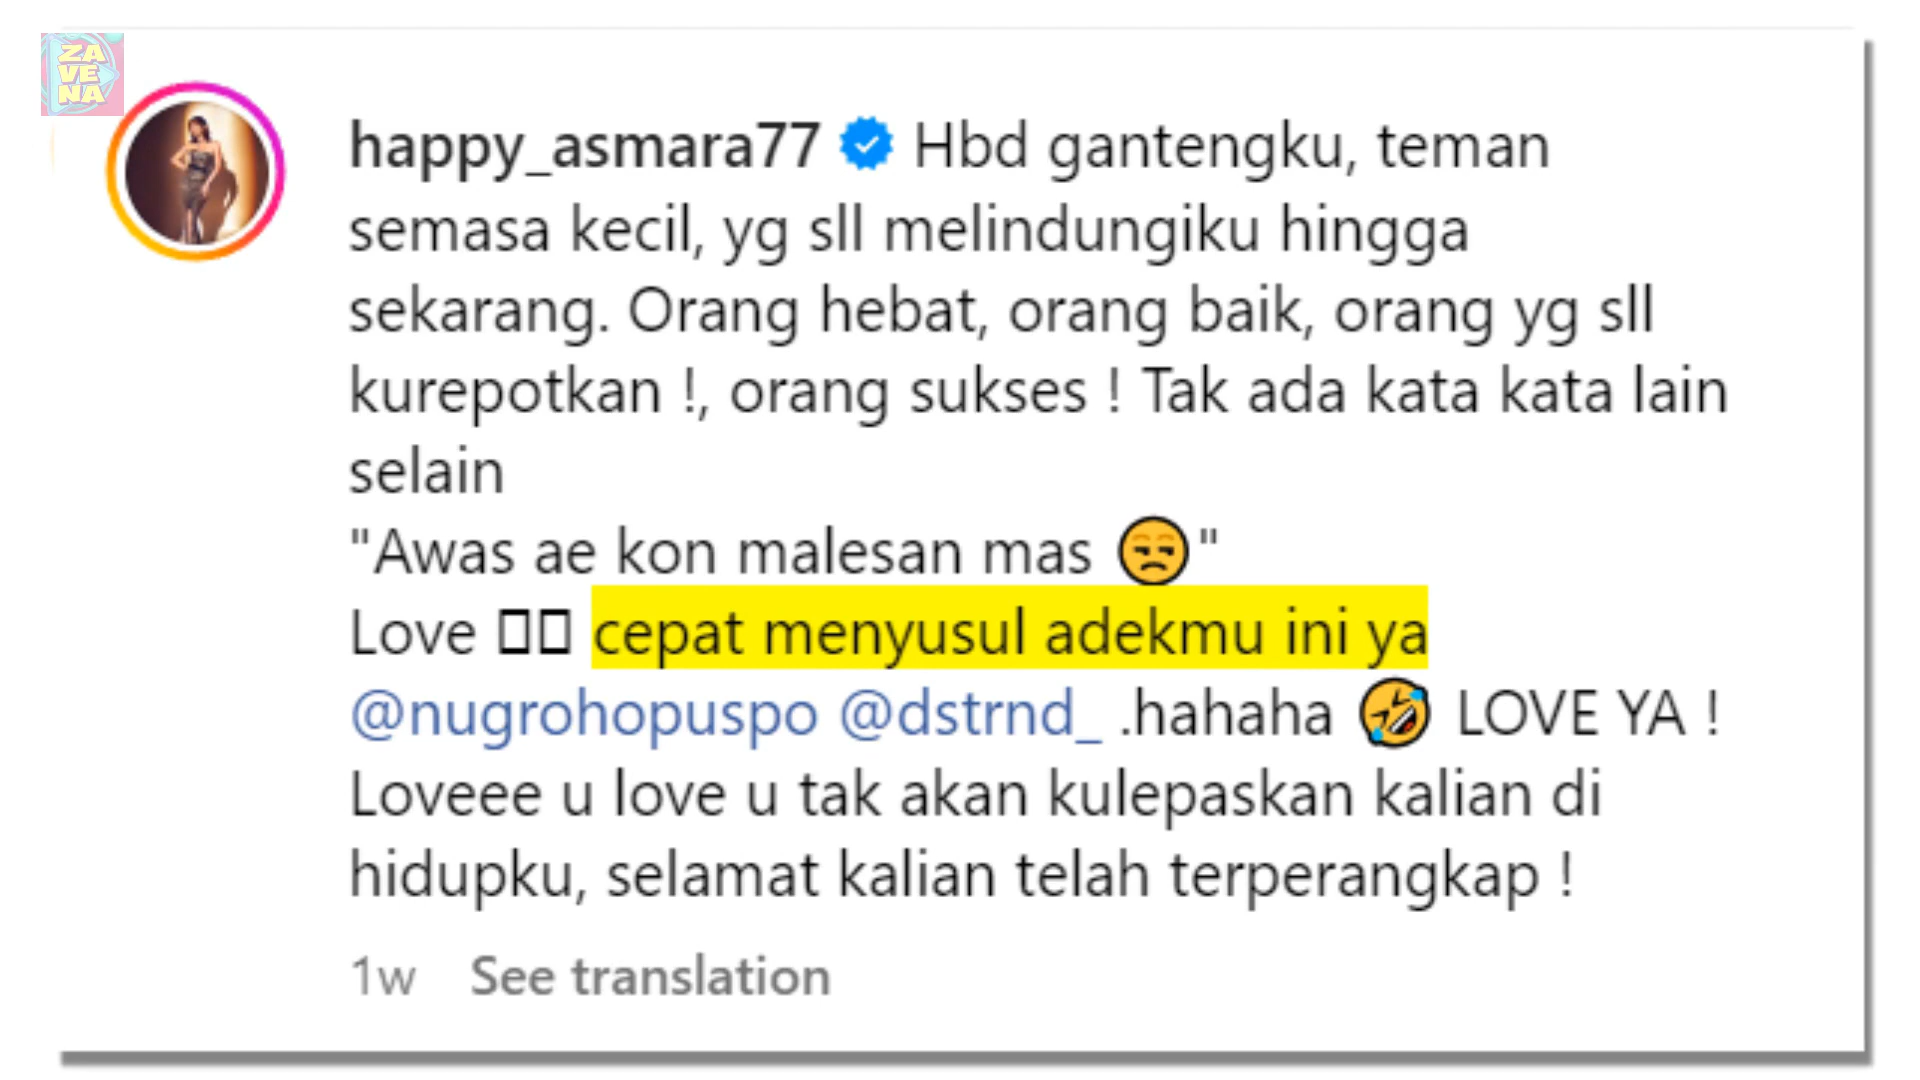 ZA
VE
NA
happy_asmara77 Hbd gantengku, teman
semasa kecil, yg sll melindungiku hingga
sekarang. Orang hebat, orang baik, orang yg sll
kurepotkan !, orang sukses ! Tak ada kata kata lain
selain
"Awas ae kon malesan mas 😒"
Love □□ cepat menyusul adekmu ini ya
@nugrohopuspo @dstrnd_ .hahaha 🤣 LOVE YA !
Loveee u love u tak akan kulepaskan kalian di
hidupku, selamat kalian telah terperangkap !
1w See translation